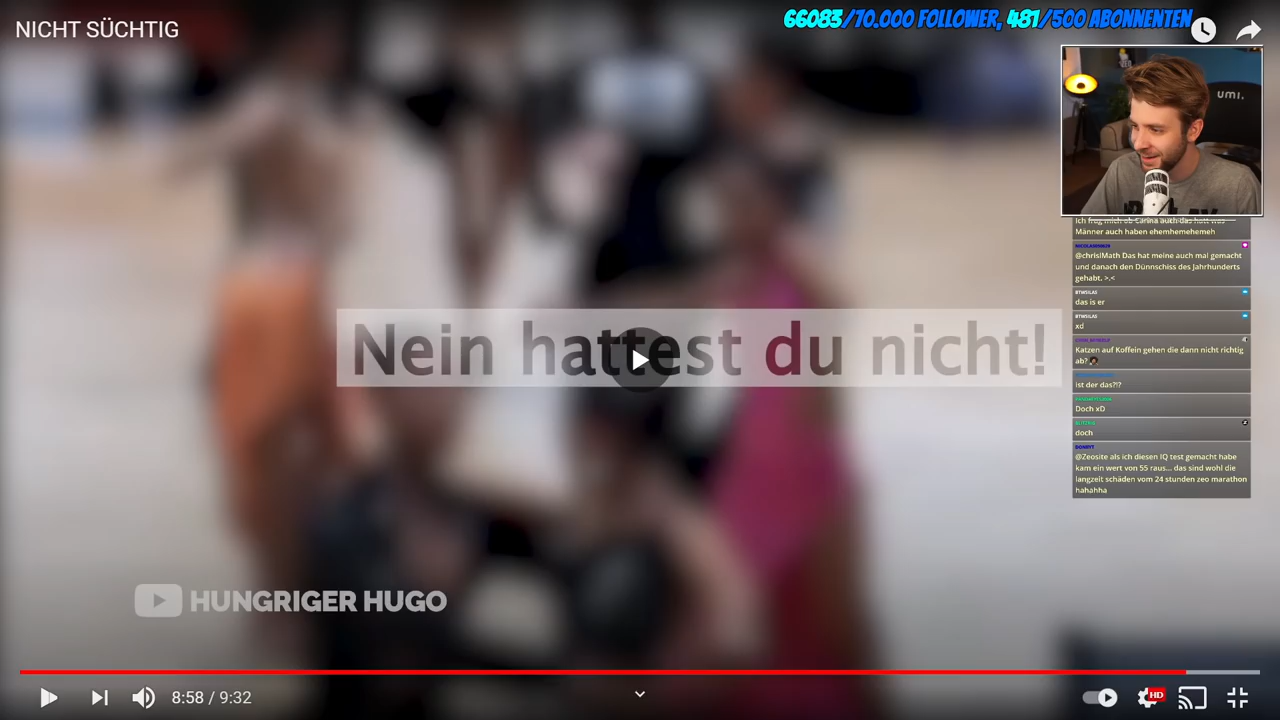 NICHT SÜCHTIG
66083/70.000 FOLLOWER, 481/500 ABONNENTEN
umi.
Ich frag mich ob Carina auch das hatt was
Männer auch haben ehemhemehemeh
@chrislMath Das hat meine auch mal gemacht
und danach den Dünnschiss des Jahrhunderts
gehabt. >.<
BTWSILAS
das is er
BTWSILAS
xd
Katzen auf Koffein gehen die dann nicht richtig
ab?
ist der das?!?
Doch xD
doch
@Zeosite als ich diesen IQ test gemacht habe
kam ein wert von 55 raus... das sind wohl die
langzeit schäden vom 24 stunden zeo marathon
hahahha
Nein hattest du nicht!
HUNGRIGER HUGO
8:58 / 9:32
HD